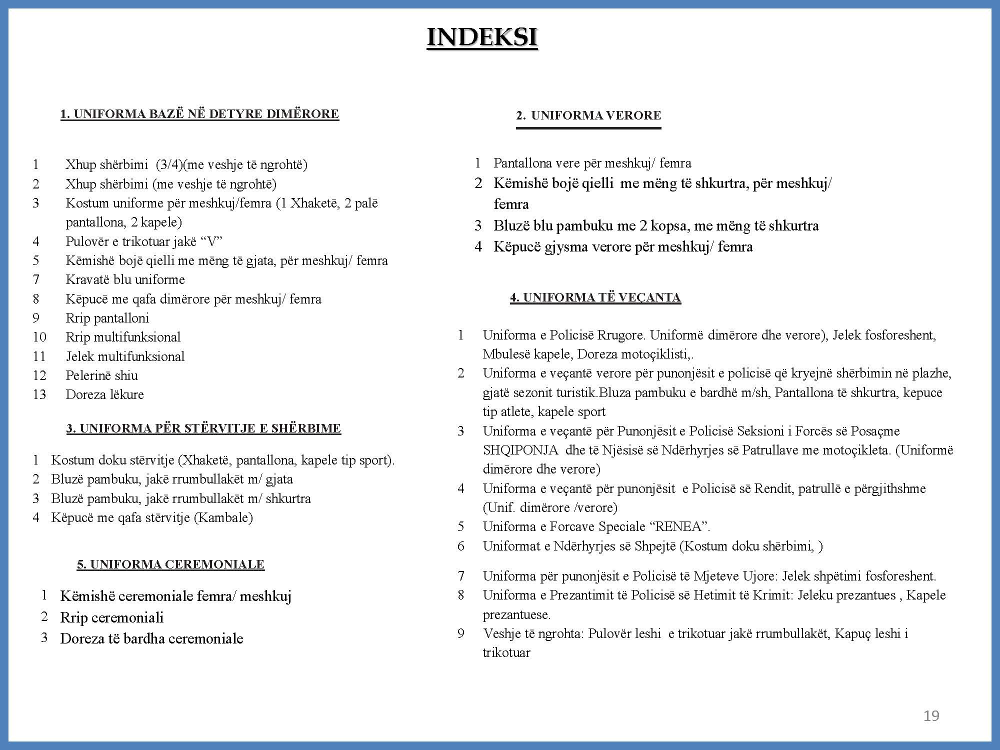 INDEKSI
1. UNIFORMA BAZË NË DETYRE DIMËRORE
1 Xhup shërbimi (3/4)(me veshje të ngrohtë)
2 Xhup shërbimi (me veshje të ngrohtë)
3 Kostum uniforme për meshkuj/femra (1 Xhaketë, 2 palë
pantallona, 2 kapele)
4 Pulovër e trikotuar jakë “V”
5 Këmishë bojë qielli me mëng të gjata, për meshkuj/ femra
7 Kravatë blu uniforme
8 Këpucë me qafa dimërore për meshkuj/ femra
9 Rrip pantalloni
10 Rrip multifunksional
11 Jelek multifunksional
12 Pelerinë shiu
13 Doreza lëkure
2. UNIFORMA VERORE
1 Pantallona vere për meshkuj/ femra
2 Këmishë bojë qielli me mëng të shkurtra, për meshkuj/
femra
3 Bluzë blu pambuku me 2 kopsa, me mëng të shkurtra
4 Këpucë gjysma verore për meshkuj/ femra
3. UNIFORMA PËR STËRVITJE E SHËRBIME
1 Kostum doku stërvitje (Xhaketë, pantallona, kapele tip sport).
2 Bluzë pambuku, jakë rrumbullakët m/ gjata
3 Bluzë pambuku, jakë rrumbullakët m/ shkurtra
4 Këpucë me qafa stërvitje (Kambale)
4. UNIFORMA TË VEÇANTA
1 Uniforma e Policisë Rrugore. Uniformë dimërore dhe verore), Jelek fosforeshent,
Mbulesë kapele, Doreza motoçiklisti,.
2 Uniforma e veçantë verore për punonjësit e policisë që kryejnë shërbimin në plazhe,
gjatë sezonit turistik.Bluza pambuku e bardhë m/sh, Pantallona të shkurtra, kepuce
tip atlete, kapele sport
3 Uniforma e veçantë për Punonjësit e Policisë Seksioni i Forcës së Posaçme
SHQIPONJA dhe të Njësisë së Ndërhyrjes së Patrullave me motoçikleta. (Uniformë
dimërore dhe verore)
4 Uniforma e veçantë për punonjësit e Policisë së Rendit, patrullë e përgjithshme
(Unif. dimërore /verore)
5 Uniforma e Forcave Speciale “RENEA”.
6 Uniformat e Ndërhyrjes së Shpejtë (Kostum doku shërbimi, )
7 Uniforma për punonjësit e Policisë të Mjeteve Ujore: Jelek shpëtimi fosforeshent.
8 Uniforma e Prezantimit të Policisë së Hetimit të Krimit: Jeleku prezantues , Kapele
prezantuese.
9 Veshje të ngrohta: Pulovër leshi e trikotuar jakë rrumbullakët, Kapuç leshi i
trikotuar
5. UNIFORMA CEREMONIALE
1 Këmishë ceremoniale femra/ meshkuj
2 Rrip ceremoniali
3 Doreza të bardha ceremoniale
19